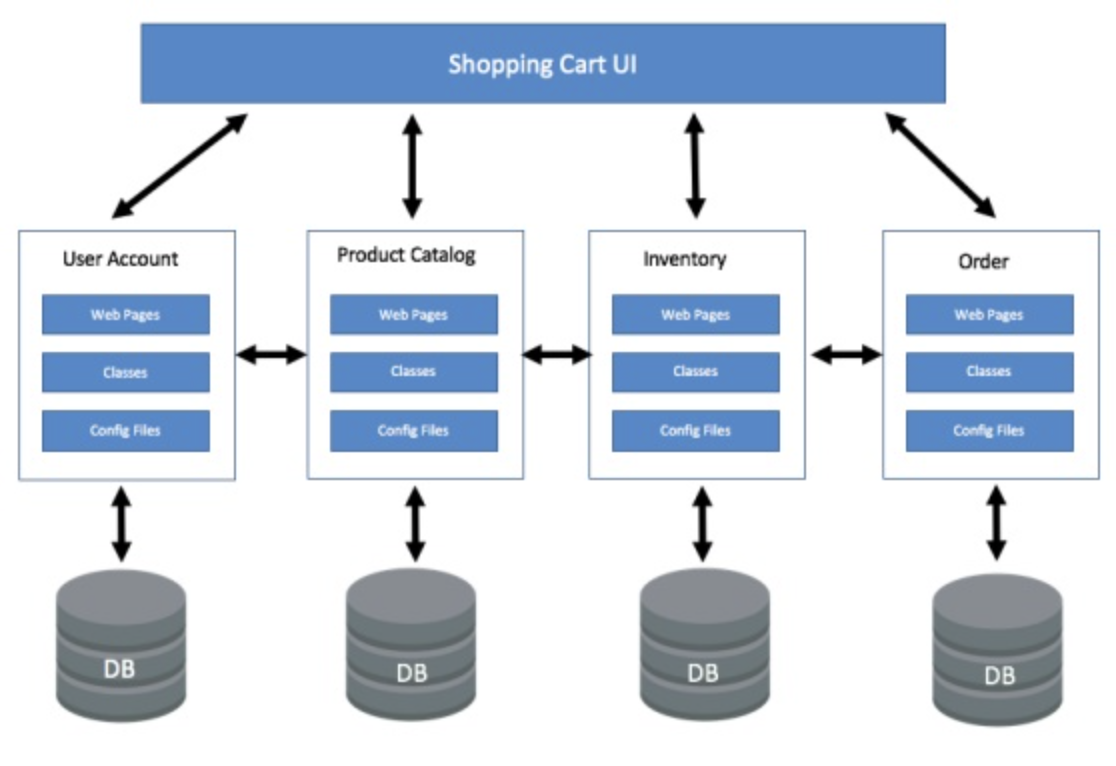 Shopping Cart UI
User Account
Product Catalog
Inventory
Order
Web Pages
Web Pages
Web Pages
Web Pages
Classes
Classes
Classes
Classes
Config Files
Config Files
Config Files
Config Files
DB
DB
DB
DB